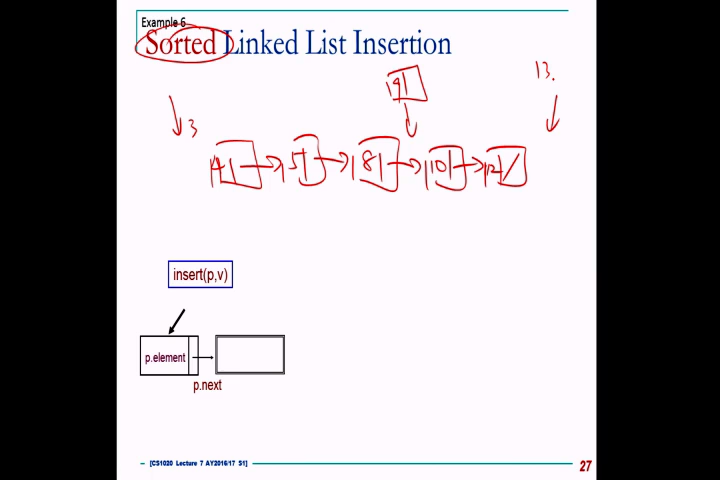 Example 6
Sorted Linked List Insertion
9
13.
3
4 5 8 10 12
insert(p,v)
p.element
p.next
[CS1020 Lecture 7 AY2016/17 S1]
27